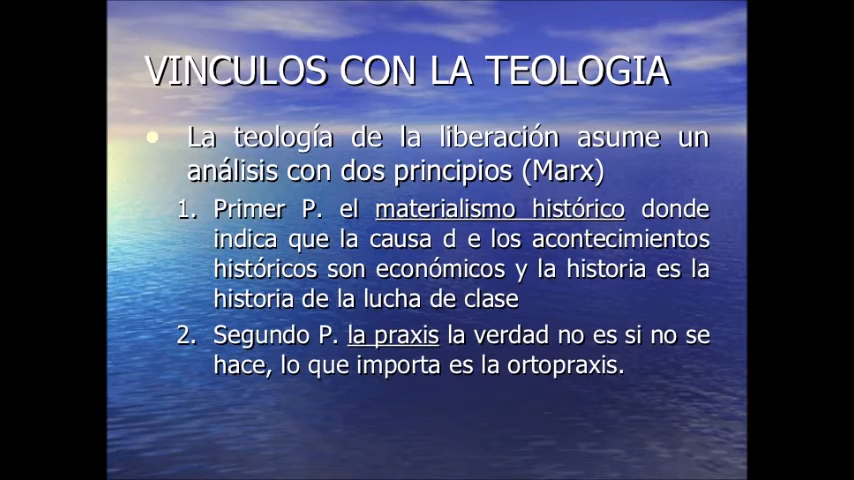 VINCULOS CON LA TEOLOGIA
• La teología de la liberación asume un
análisis con dos principios (Marx)
1. Primer P. el materialismo histórico donde
indica que la causa d e los acontecimientos
históricos son económicos y la historia es la
historia de la lucha de clase
2. Segundo P. la praxis la verdad no es si no se
hace, lo que importa es la ortopraxis.